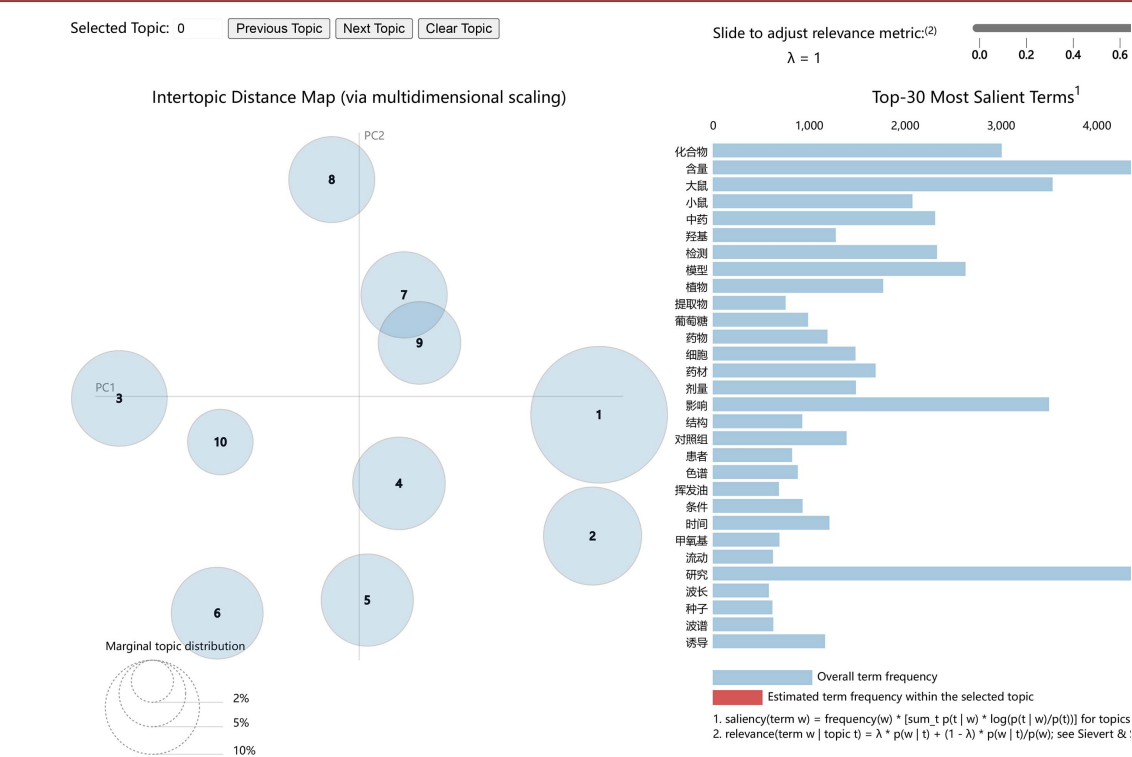 Selected Topic: 0 Previous Topic Next Topic Clear Topic
Slide to adjust relevance metric:(2)
λ = 1
0.0 0.2 0.4 0.6
Intertopic Distance Map (via multidimensional scaling)
PC2
PC1
8
7
9
3
1
10
4
2
5
6
Marginal topic distribution
2%
5%
10%
Top-30 Most Salient Terms1
0 1,000 2,000 3,000 4,000
化合物
含量
大鼠
小鼠
中药
羟基
检测
模型
植物
提取物
葡萄糖
药物
细胞
药材
剂量
影响
结构
对照组
患者
色谱
挥发油
条件
时间
甲氧基
流动
研究
波长
种子
波谱
诱导
Overall term frequency
Estimated term frequency within the selected topic
1. saliency(term w) = frequency(w) * [sum_t p(t | w) * log(p(t | w)/p(t))] for topics
2. relevance(term w | topic t) = λ * p(w | t) + (1 - λ) * p(w | t)/p(w); see Sievert &